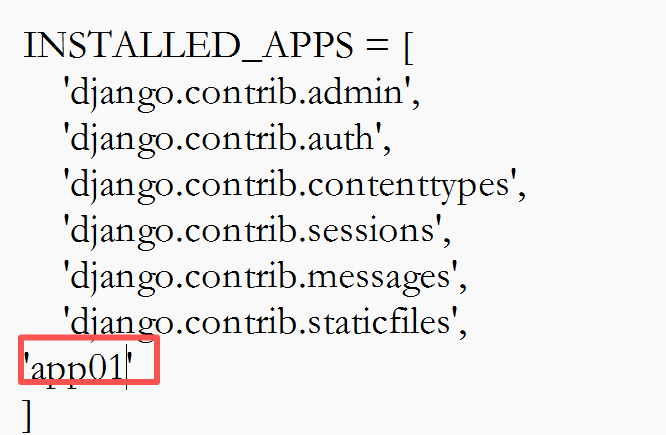 INSTALLED_APPS = [
'django.contrib.admin',
'django.contrib.auth',
'django.contrib.contenttypes',
'django.contrib.sessions',
'django.contrib.messages',
'django.contrib.staticfiles',
'app01'
]